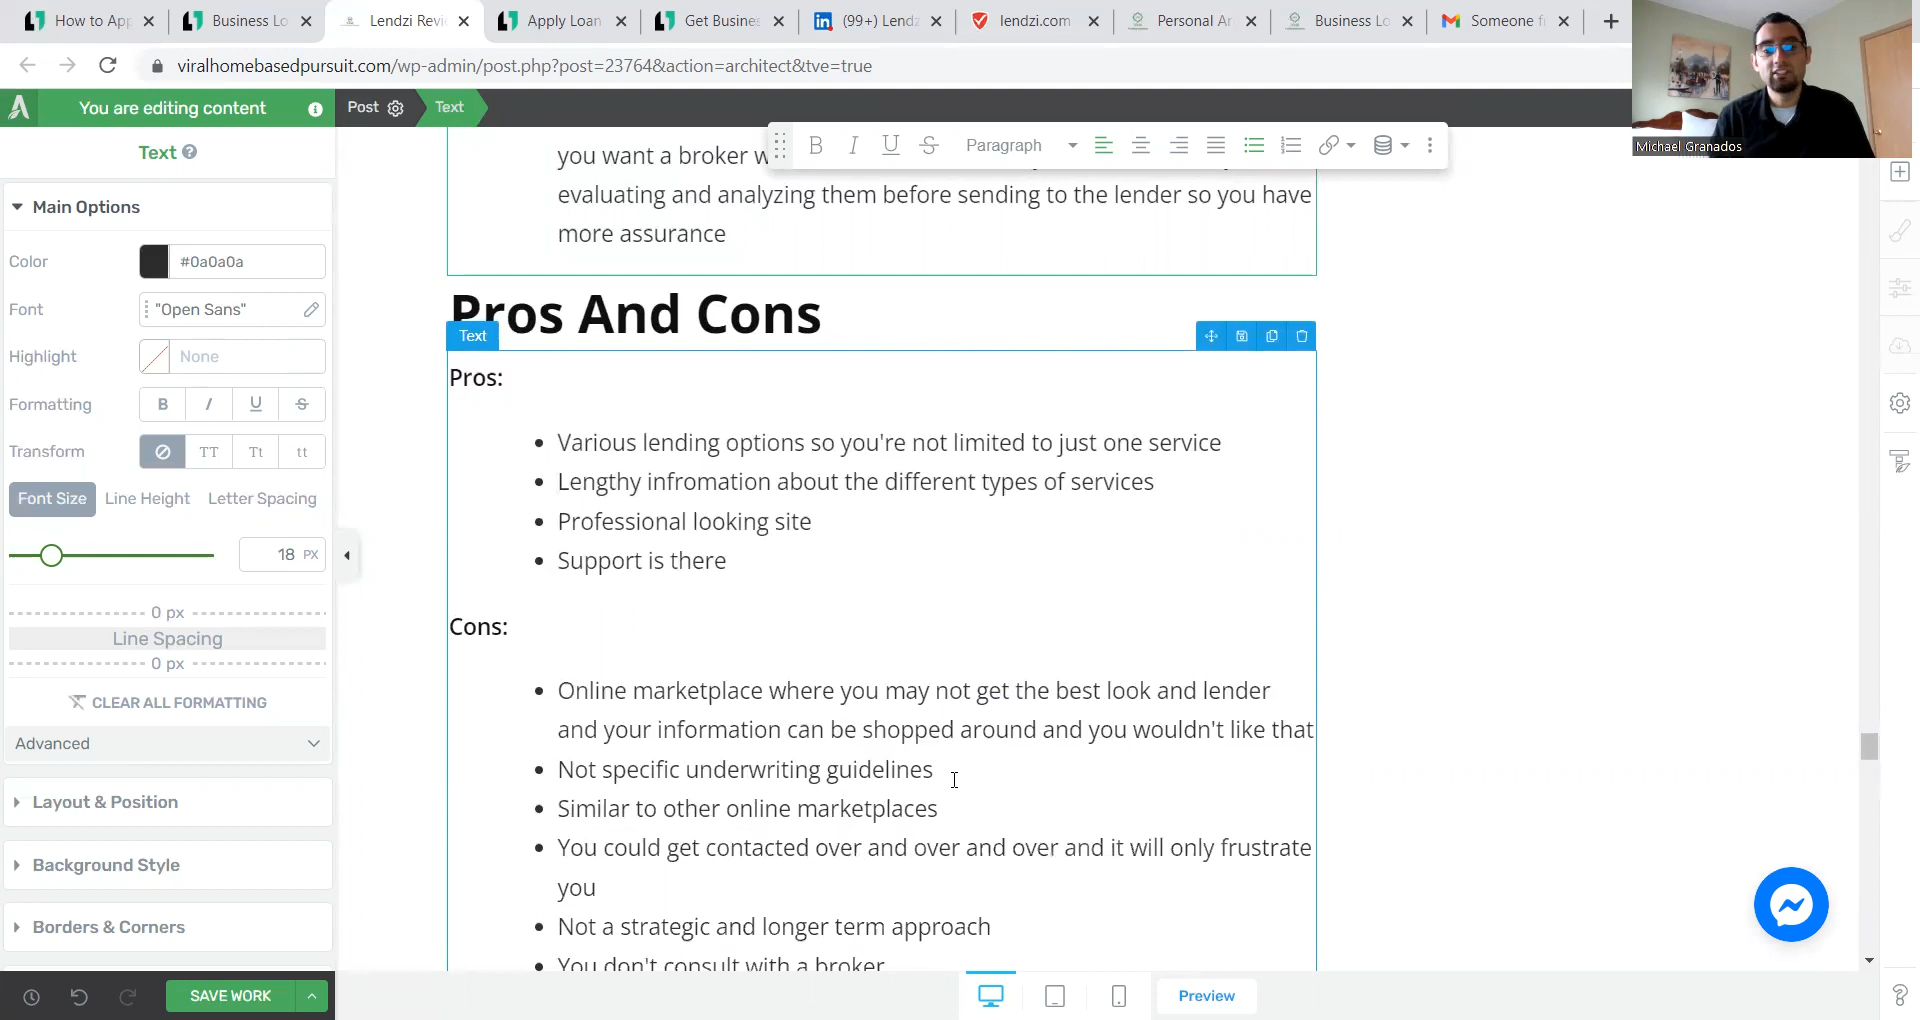 How to App
Business Lo
Lendzi Revi
Apply Loan
Get Busines
(99+) Lendz
lendzi.com
Personal An
Business Lo
Someone f
viralhomebasedpursuit.com/wp-admin/post.php?post=23764&action=architect&tve=true
Michael Granados
You are editing content
Post
Text
Text
Main Options
Color
#0a0a0a
Font
"Open Sans"
Highlight
None
Formatting
B I U S
Transform
TT Tt tt
Font Size Line Height Letter Spacing
18 PX
0 px
Line Spacing
0 px
CLEAR ALL FORMATTING
Advanced
Layout & Position
Background Style
Borders & Corners
SAVE WORK
B I U S Paragraph
you want a broker w
evaluating and analyzing them before sending to the lender so you have
more assurance
Pros And Cons
Text
Pros:
Various lending options so you're not limited to just one service
Lengthy infromation about the different types of services
Professional looking site
Support is there
Cons:
Online marketplace where you may not get the best look and lender
and your information can be shopped around and you wouldn't like that
Not specific underwriting guidelines
Similar to other online marketplaces
You could get contacted over and over and over and it will only frustrate
you
Not a strategic and longer term approach
You don't consult with a broker
Preview